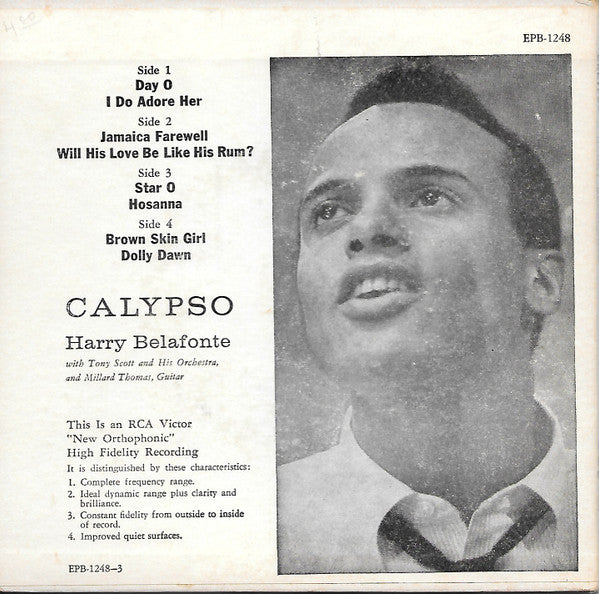 4.00
EPB-1248
Side 1
Day O
I Do Adore Her
Side 2
Jamaica Farewell
Will His Love Be Like His Rum?
Side 3
Star O
Hosanna
Side 4
Brown Skin Girl
Dolly Dawn
CALYPSO
Harry Belafonte
with Tony Scott and His Orchestra,
and Millard Thomas, Guitar
This Is an RCA Victor
"New Orthophonic"
High Fidelity Recording
It is distinguished by these characteristics:
1. Complete frequency range.
2. Ideal dynamic range plus clarity and
brilliance.
3. Constant fidelity from outside to inside
of record.
4. Improved quiet surfaces.
EPB-1248-3